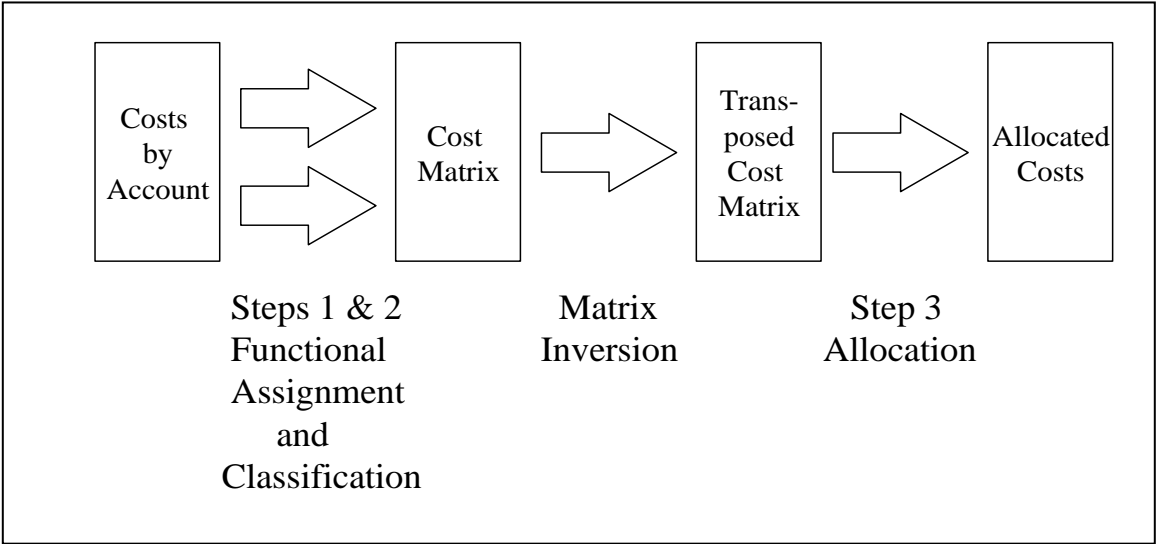 Costs
by
Account
Cost
Matrix
Trans-
posed
Cost
Matrix
Allocated
Costs
Steps 1 & 2
Functional
Assignment
and
Classification
Matrix
Inversion
Step 3
Allocation